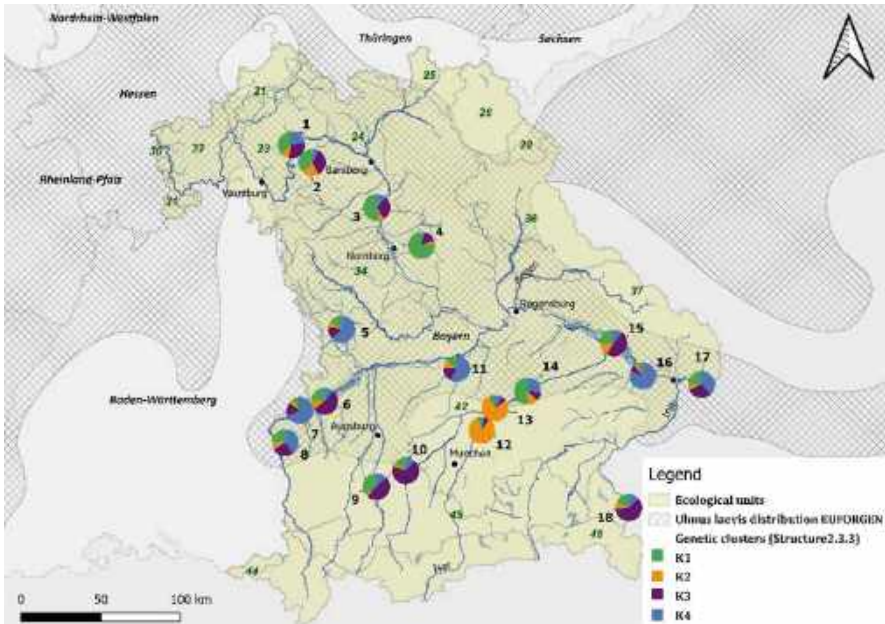 Nordrhein-Westfalen
Thüringen
Sachsen
Hessen
25
21
1
24
26
23
Bamberg
2
Würzburg
Rheinland-Pfalz
3
4
Nürnberg
34
37
Regensburg
5
Bayern
15
11
14
16
17
Baden-Württemberg
6
42
13
7
Augsburg
12
8
10
München
9
18
45
44
Inn
0 50 100 km
Legend
Ecological units
Ulmus laevis distribution EUFORGEN
Genetic clusters (Structure2.3.3)
K1
K2
K3
K4